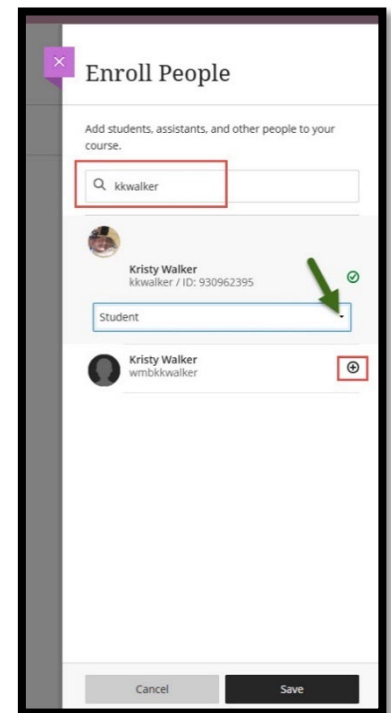 Enroll People
Add students, assistants, and other people to your
course.
kkwalker
Kristy Walker
kkwalker / ID: 930962395
Student
Kristy Walker
wmbkkwalker
Cancel
Save